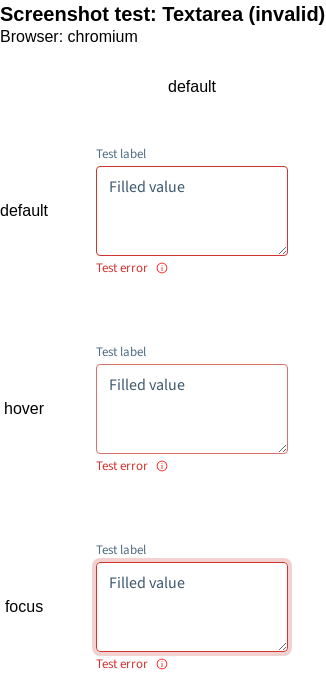 Screenshot test: Textarea (invalid)
Browser: chromium
default
Test label
default
Filled value
Test error
Test label
hover
Filled value
Test error
Test label
focus
Filled value
Test error